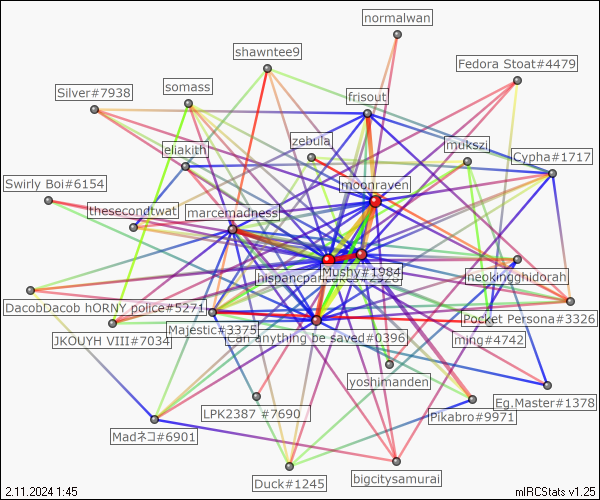 normalwan
shawntee9
Fedora Stoat#4479
Silver#7938
somass
frisout
zebula
mukszi
eliakith
Cypha#1717
Swirly Boi#6154
moonraven
thesecondtwat
marcemadness
Mushy#1984
neokingghidorah
DacobDacob hORNY police#5271
Pocket Persona#3326
Majestic#3375
JKOUYH VIII#7034
Can anything be saved#0396
ming#4742
yoshimanden
Eg.Master#1378
LPK2387 #7690
Pikabro#9971
Madネコ#6901
Duck#1245
bigcitysamurai
2.11.2024 1:45
mIRCStats v1.25